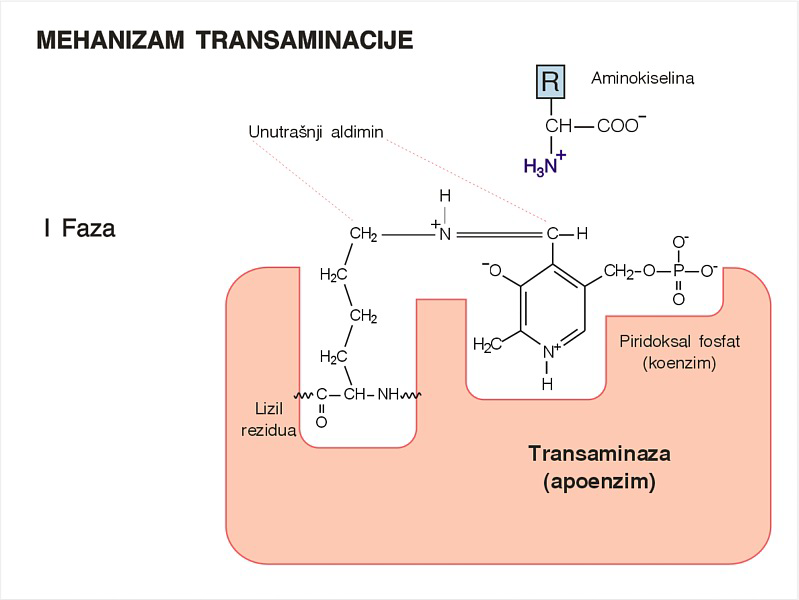 MEHANIZAM TRANSAMINACIJE
R
Aminokiselina
CH—COO⁻
H₃N⁺
Unutrašnji aldimin
I Faza
H
CH₂
⁺N
C—H
H₂C
⁻O
CH₂–O–P–O⁻
O⁻
O
CH₂
H₂C
H₂C
N⁺
H
Piridoksal fosfat
(koenzim)
C–CH–NH
O
Lizil
rezidua
Transaminaza
(apoenzim)